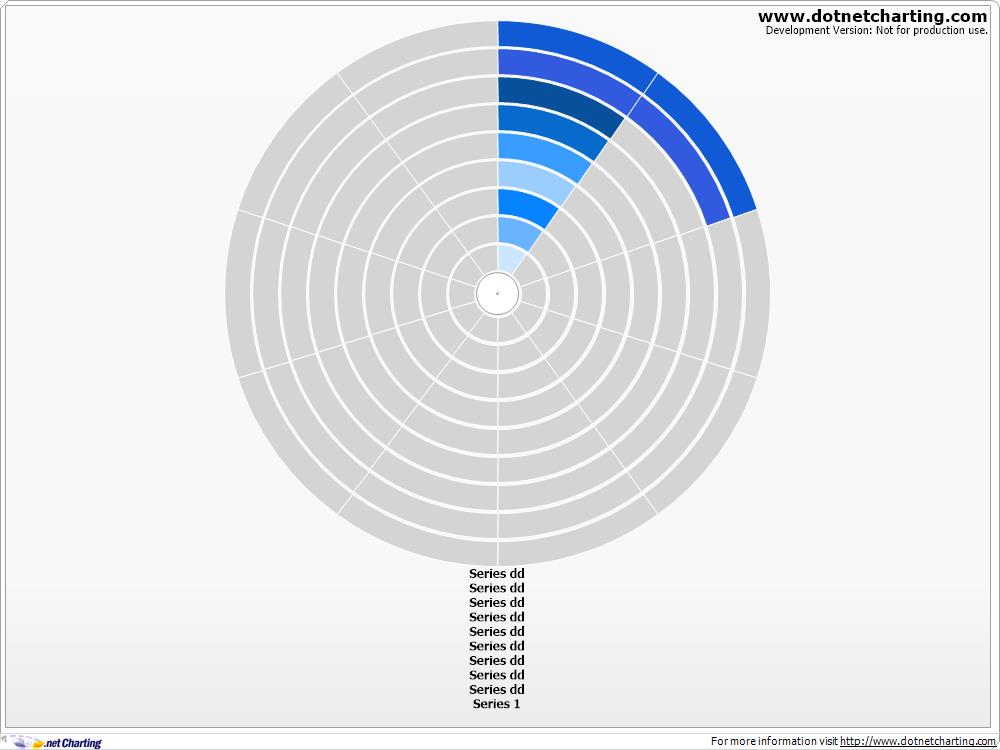 www.dotnetcharting.com
Development Version: Not for production use.
Series dd
Series dd
Series dd
Series dd
Series dd
Series dd
Series dd
Series dd
Series dd
Series 1
.net Charting
For more information visit http://www.dotnetcharting.com